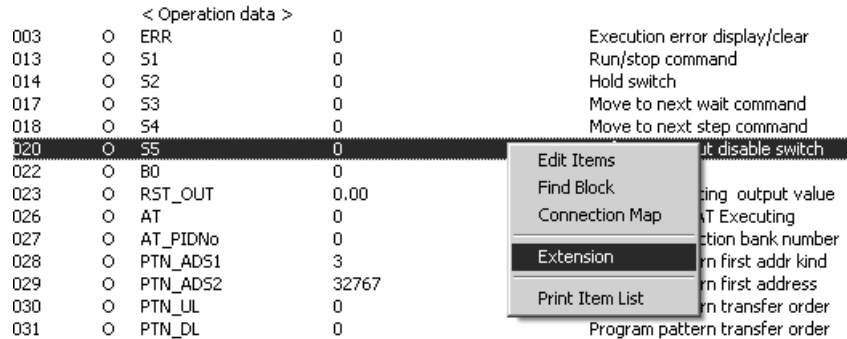 < Operation data >
003 O ERR 0 Execution error display/clear
013 O S1 0 Run/stop command
014 O S2 0 Hold switch
017 O S3 0 Move to next wait command
018 O S4 0 Move to next step command
020 O S5 0 ut disable switch
022 O B0 0
023 O RST_OUT 0.00 ting output value
026 O AT 0 AT Executing
027 O AT_PIDNo 0 ction bank number
028 O PTN_ADS1 3 rn first addr kind
029 O PTN_ADS2 32767 rn first address
030 O PTN_UL 0 rn transfer order
031 O PTN_DL 0 Program pattern transfer order
Edit Items
Find Block
Connection Map
Extension
Print Item List